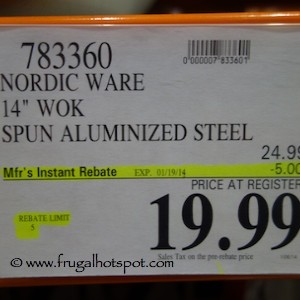 783360
0000007833601
NORDIC WARE
14" WOK
SPUN ALUMINIZED STEEL
24.99
Mfr's Instant Rebate EXP. 01/19/14 -5.00
PRICE AT REGISTER
REBATE LIMIT
5
19.99
Sales Tax on the pre-rebate price
© www.frugalhotspot.com